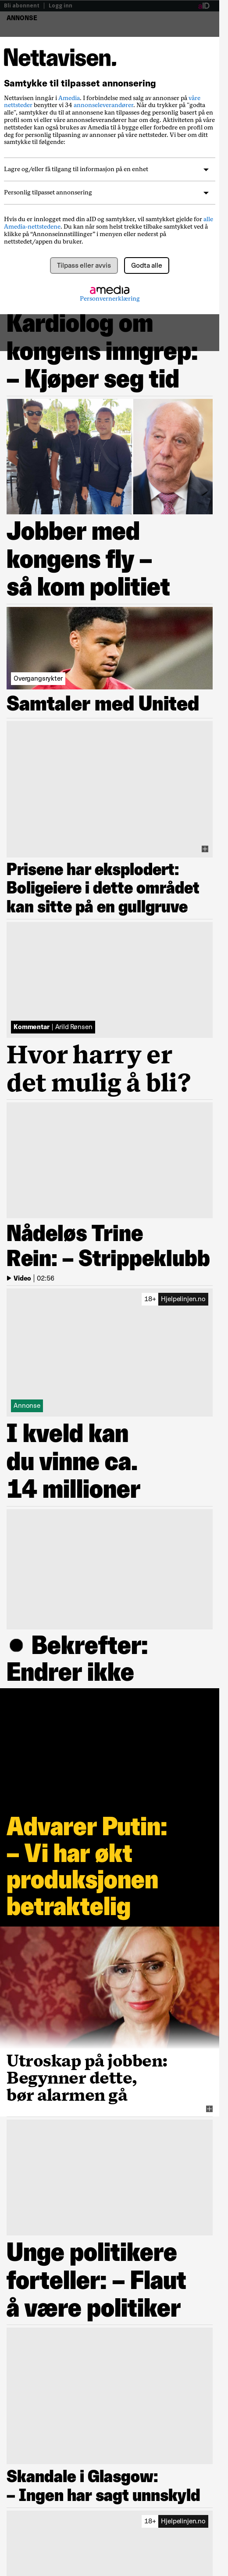 Bli abonnent | Logg inn
ANNONSE
Nettavisen.
Samtykke til tilpasset annonsering
Nettavisen inngår i Amedia. I forbindelse med salg av annonser på våre
nettsteder benytter vi 34 annonseleverandører. Når du trykker på "godta
alle", samtykker du til at annonsene kan tilpasses deg personlig basert på en
profil som vi eller våre annonseleverandører har om deg. Aktiviteten på våre
nettsteder kan også brukes av Amedia til å bygge eller forbedre en profil om
deg for personlig tilpasning av annonser på våre nettsteder. Vi ber om ditt
samtykke til følgende:
Lagre og/eller få tilgang til informasjon på en enhet
Personlig tilpasset annonsering
Hvis du er innlogget med din aID og samtykker, vil samtykket gjelde for alle
Amedia-nettstedene. Du kan når som helst trekke tilbake samtykket ved å
klikke på “Annonseinnstillinger” i menyen eller nederst på
nettstedet/appen du bruker.
Tilpass eller avvis
Godta alle
amedia
Personvernerklæring
Kardiolog om
kongens inngrep:
– Kjøper seg tid
Jobber med
kongens fly –
så kom politiet
Overgangsrykter
Samtaler med United
Prisene har eksplodert:
Boligeiere i dette området
kan sitte på en gullgruve
Kommentar | Arild Rønsen
Hvor harry er
det mulig å bli?
Nådeløs Trine
Rein: – Strippeklubb
Video | 02:56
18+ Hjelpelinjen.no
Annonse
I kveld kan
du vinne ca.
14 millioner
Bekrefter:
Endrer ikke
Advarer Putin:
– Vi har økt
produksjonen
betraktelig
Utroskap på jobben:
Begynner dette,
bør alarmen gå
Unge politikere
forteller: – Flaut
å være politiker
Skandale i Glasgow:
– Ingen har sagt unnskyld
18+ Hjelpelinjen.no